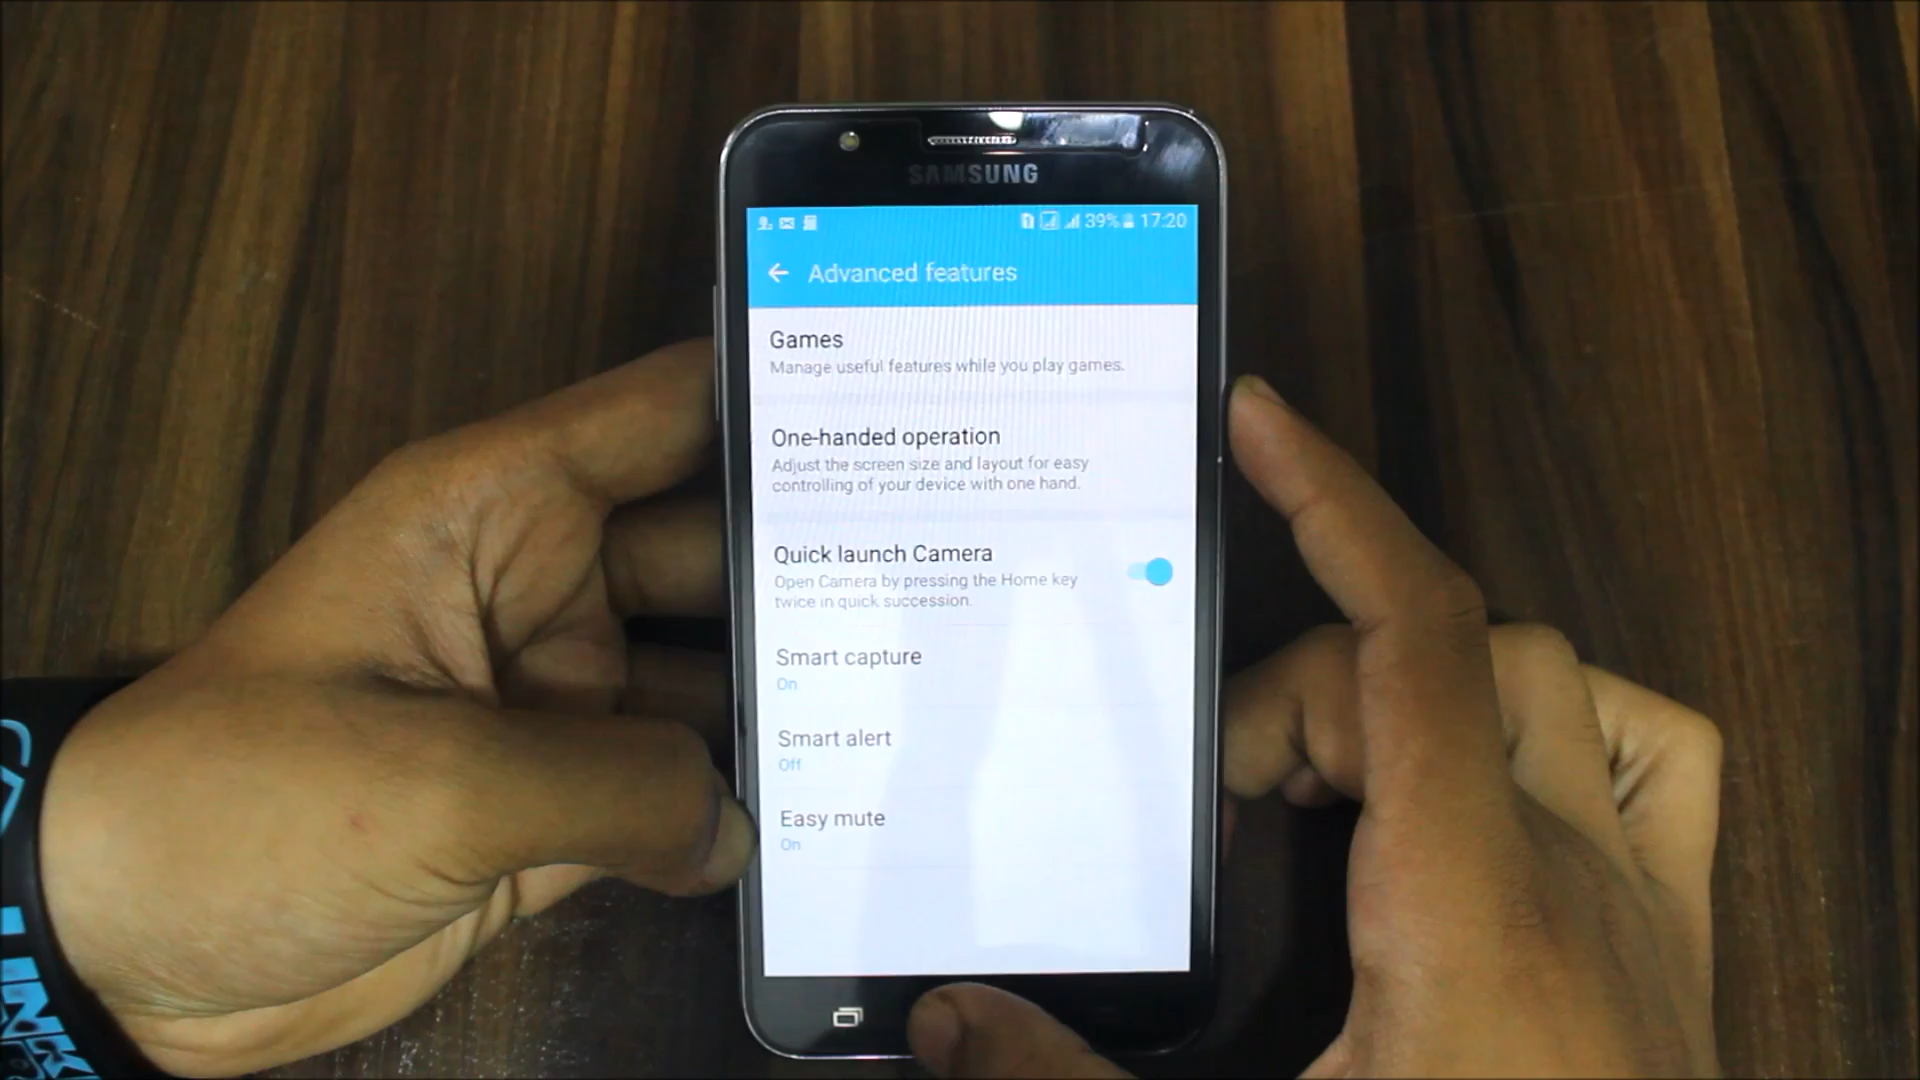 SAMSUNG
39% 17:20
Advanced features
Games
Manage useful features while you play games.
One-handed operation
Adjust the screen size and layout for easy
controlling of your device with one hand.
Quick launch Camera
Open Camera by pressing the Home key
twice in quick succession.
Smart capture
On
Smart alert
Off
Easy mute
On